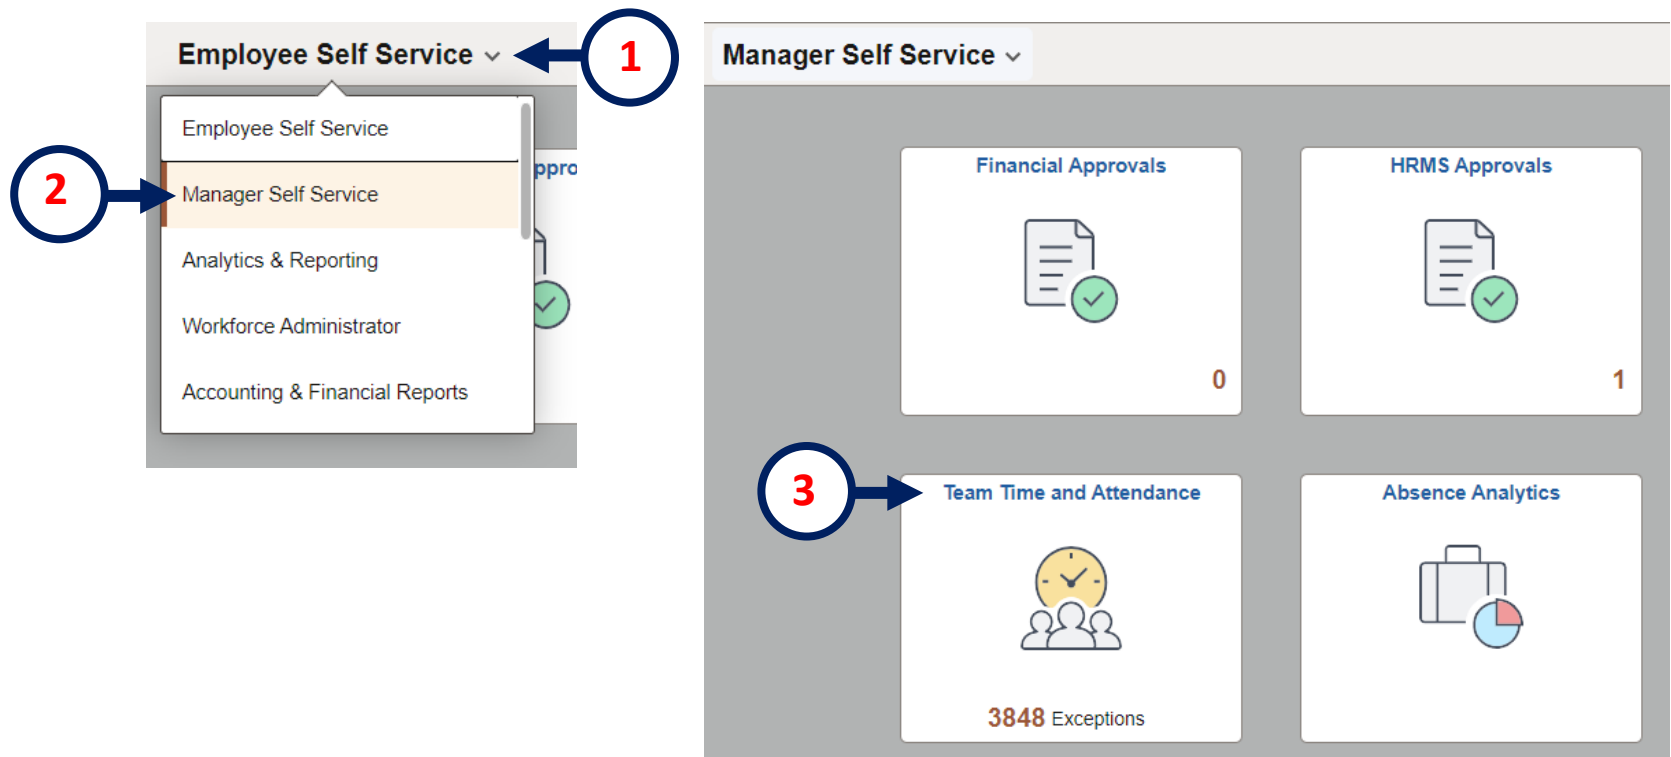 Employee Self Service
1
Employee Self Service
2
Manager Self Service
Analytics & Reporting
Workforce Administrator
Accounting & Financial Reports
Manager Self Service
Financial Approvals
0
HRMS Approvals
1
3
Team Time and Attendance
3848 Exceptions
Absence Analytics